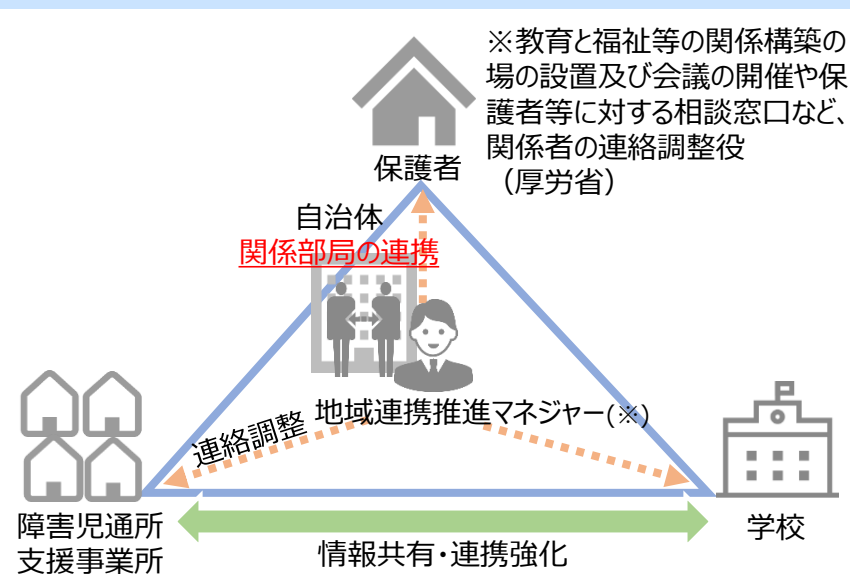 ※教育と福祉等の関係構築の
場の設置及び会議の開催や保
護者等に対する相談窓口など、
関係者の連絡調整役
（厚労省）
保護者
自治体
関係部局の連携
地域連携推進マネジャー(※)
連絡調整
障害児通所
支援事業所
情報共有・連携強化
学校